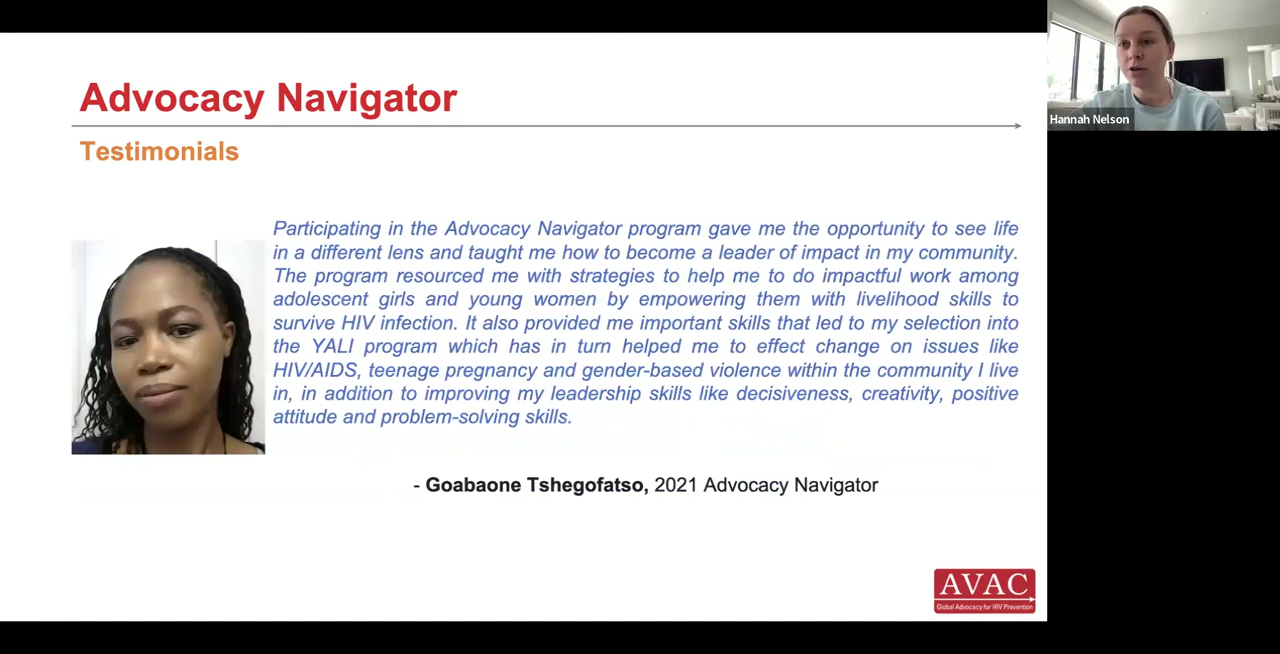 Advocacy Navigator
Testimonials
Participating in the Advocacy Navigator program gave me the opportunity to see life
in a different lens and taught me how to become a leader of impact in my community.
The program resourced me with strategies to help me to do impactful work among
adolescent girls and young women by empowering them with livelihood skills to
survive HIV infection. It also provided me important skills that led to my selection into
the YALI program which has in turn helped me to effect change on issues like
HIV/AIDS, teenage pregnancy and gender-based violence within the community I live
in, in addition to improving my leadership skills like decisiveness, creativity, positive
attitude and problem-solving skills.
- Goabaone Tshegofatso, 2021 Advocacy Navigator
AVAC
Global Advocacy for HIV Prevention
Hannah Nelson